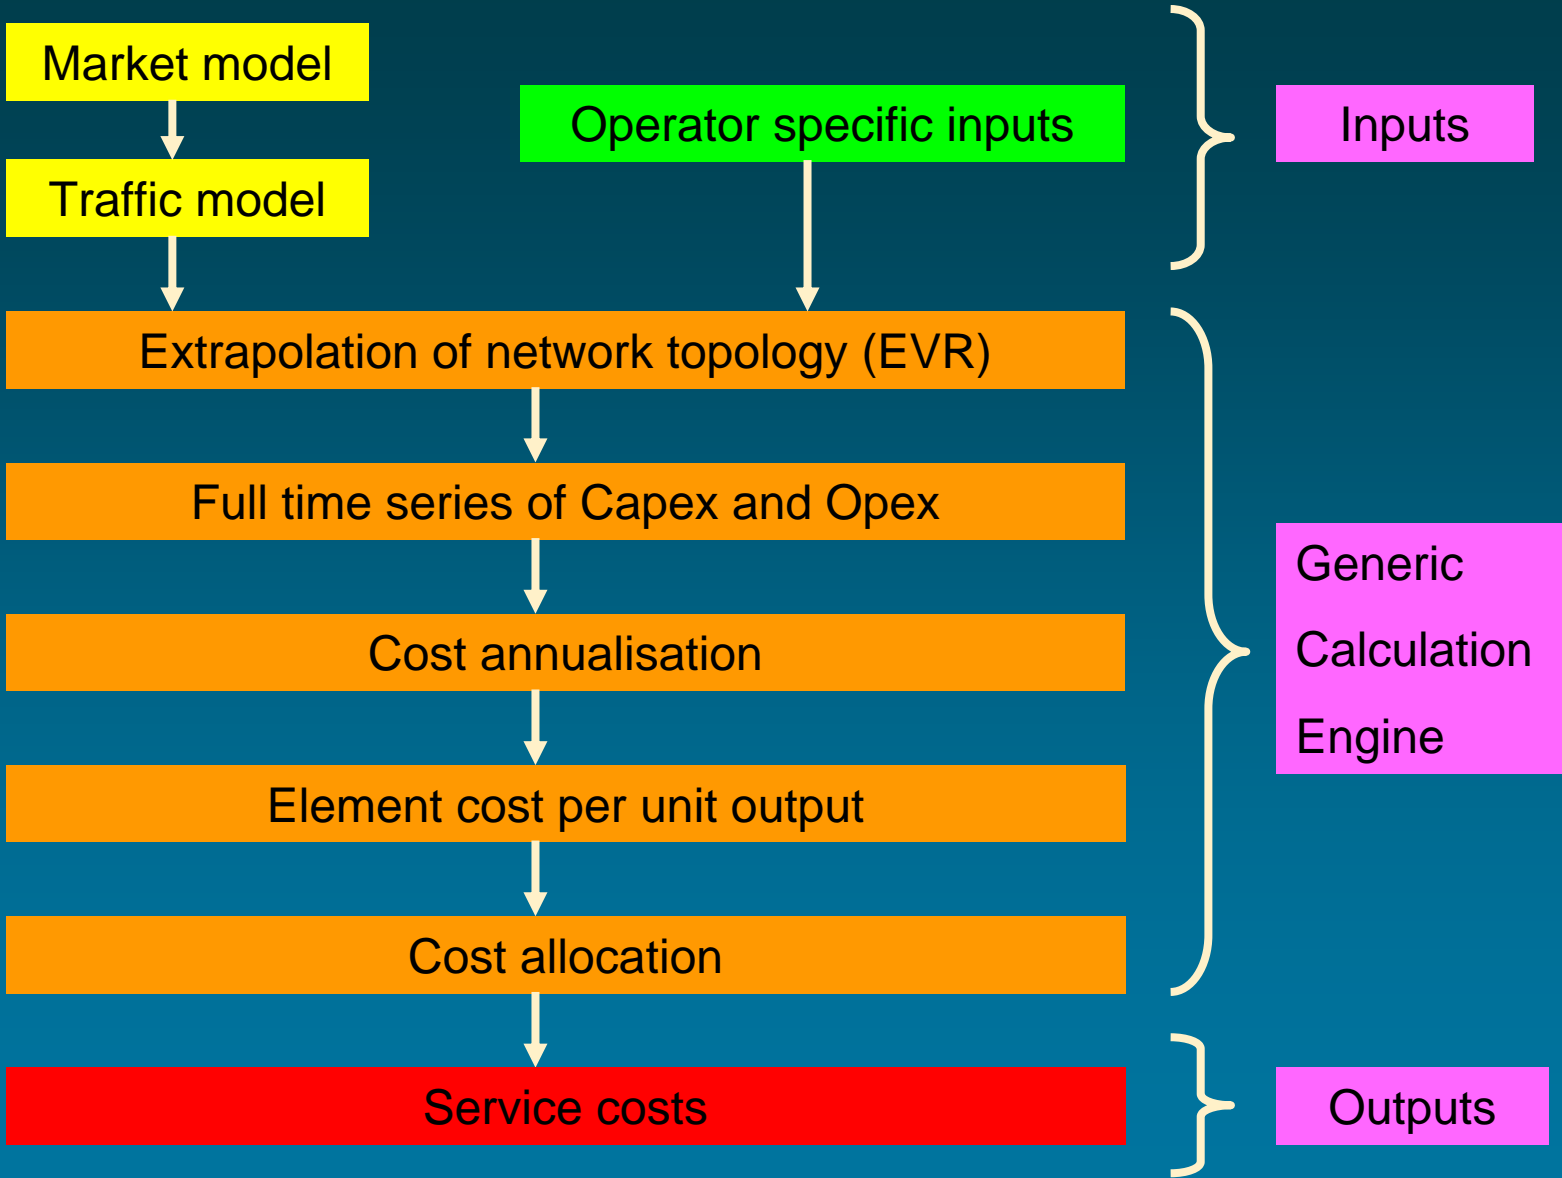 Market model
Operator specific inputs
Inputs
Traffic model
Extrapolation of network topology (EVR)
Full time series of Capex and Opex
Cost annualisation
Element cost per unit output
Cost allocation
Generic
Calculation
Engine
Service costs
Outputs